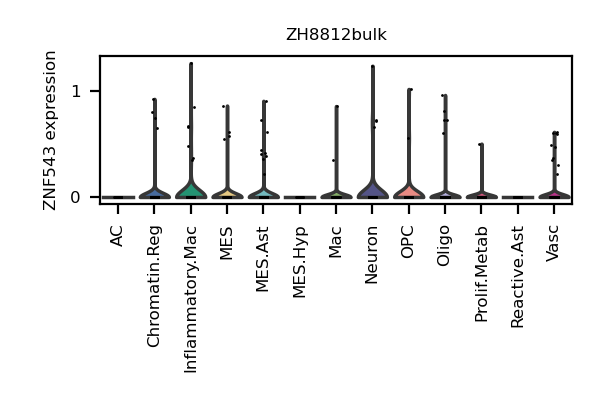 ZH8812bulk
ZNF543 expression
1
0
AC
Chromatin.Reg
Inflammatory.Mac
MES
MES.Ast
MES.Hyp
Mac
Neuron
OPC
Oligo
Prolif.Metab
Reactive.Ast
Vasc